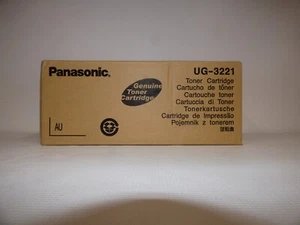 Panasonic.
UG-3221
Genuine
Toner
Cartridge
Toner Cartridge
Cartucho de tóner
Cartouche toner
Cartuccia di Toner
Tonerkartusche
Cartridge de Impressão
Pojemnik z tonerem
AU